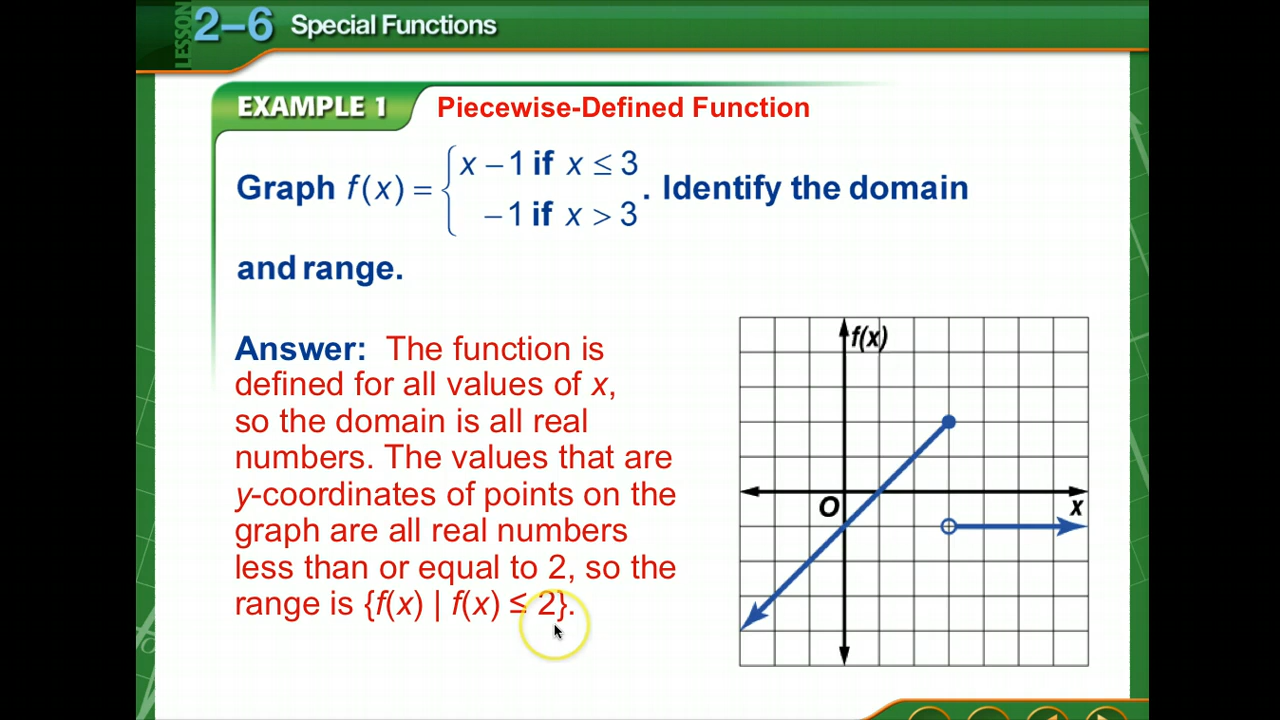 LESSON
2–6 Special Functions
EXAMPLE 1 Piecewise-Defined Function
x – 1 if x ≤ 3
Graph f(x) = { . Identify the domain
–1 if x > 3
and range.
Answer: The function is
defined for all values of x,
so the domain is all real
numbers. The values that are
y-coordinates of points on the
graph are all real numbers
less than or equal to 2, so the
range is {f(x) | f(x) ≤ 2}.
f(x)
O
x